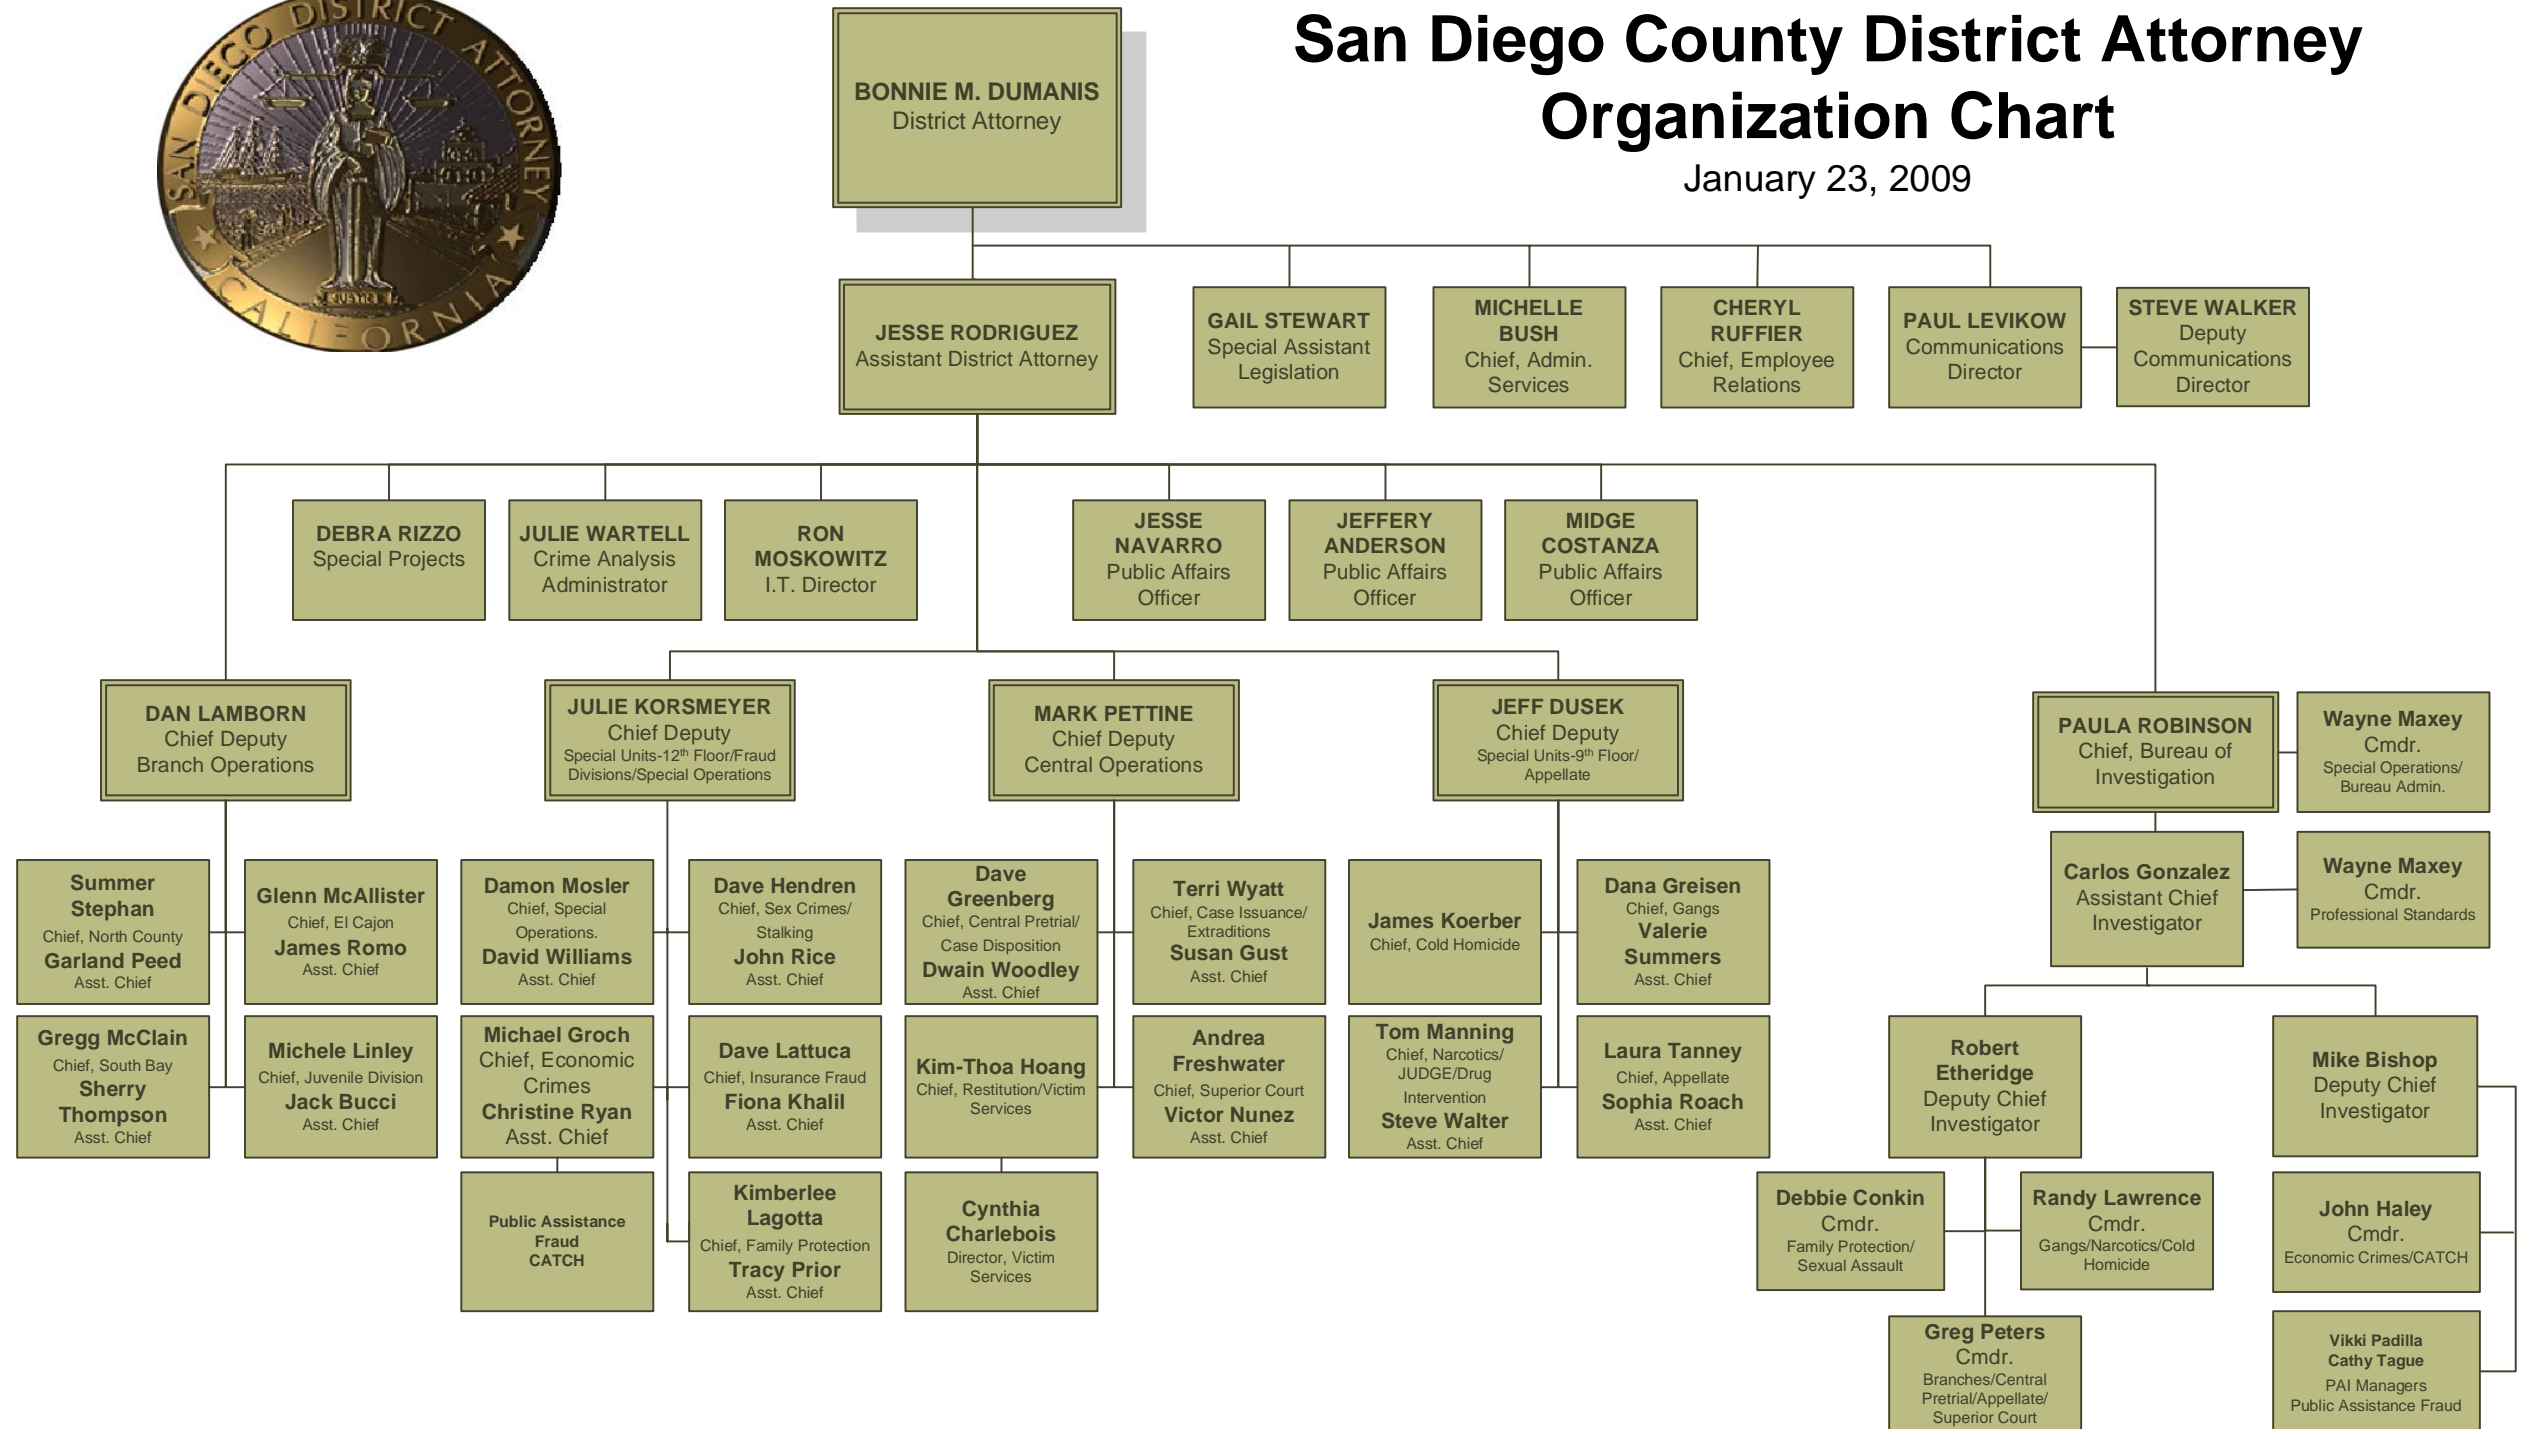 SAN DIEGO DISTRICT ATTORNEY
CALIFORNIA
JUSTICE
San Diego County District Attorney
Organization Chart
January 23, 2009
BONNIE M. DUMANIS
District Attorney
JESSE RODRIGUEZ
Assistant District Attorney
GAIL STEWART
Special Assistant
Legislation
MICHELLE
BUSH
Chief, Admin.
Services
CHERYL
RUFFIER
Chief, Employee
Relations
PAUL LEVIKOW
Communications
Director
STEVE WALKER
Deputy
Communications
Director
DEBRA RIZZO
Special Projects
JULIE WARTELL
Crime Analysis
Administrator
RON
MOSKOWITZ
I.T. Director
JESSE
NAVARRO
Public Affairs
Officer
JEFFERY
ANDERSON
Public Affairs
Officer
MIDGE
COSTANZA
Public Affairs
Officer
DAN LAMBORN
Chief Deputy
Branch Operations
JULIE KORSMEYER
Chief Deputy
Special Units-12th Floor/Fraud
Divisions/Special Operations
MARK PETTINE
Chief Deputy
Central Operations
JEFF DUSEK
Chief Deputy
Special Units-9th Floor/
Appellate
PAULA ROBINSON
Chief, Bureau of
Investigation
Wayne Maxey
Cmdr.
Special Operations/
Bureau Admin.
Summer
Stephan
Chief, North County
Garland Peed
Asst. Chief
Glenn McAllister
Chief, El Cajon
James Romo
Asst. Chief
Damon Mosler
Chief, Special
Operations.
David Williams
Asst. Chief
Dave Hendren
Chief, Sex Crimes/
Stalking
John Rice
Asst. Chief
Dave
Greenberg
Chief, Central Pretrial/
Case Disposition
Dwain Woodley
Asst. Chief
Terri Wyatt
Chief, Case Issuance/
Extraditions
Susan Gust
Asst. Chief
James Koerber
Chief, Cold Homicide
Dana Greisen
Chief, Gangs
Valerie
Summers
Asst. Chief
Carlos Gonzalez
Assistant Chief
Investigator
Wayne Maxey
Cmdr.
Professional Standards
Gregg McClain
Chief, South Bay
Sherry
Thompson
Asst. Chief
Michele Linley
Chief, Juvenile Division
Jack Bucci
Asst. Chief
Michael Groch
Chief, Economic
Crimes
Christine Ryan
Asst. Chief
Dave Lattuca
Chief, Insurance Fraud
Fiona Khalil
Asst. Chief
Kim-Thoa Hoang
Chief, Restitution/Victim
Services
Andrea
Freshwater
Chief, Superior Court
Victor Nunez
Asst. Chief
Tom Manning
Chief, Narcotics/
JUDGE/Drug
Intervention
Steve Walter
Asst. Chief
Laura Tanney
Chief, Appellate
Sophia Roach
Asst. Chief
Robert
Etheridge
Deputy Chief
Investigator
Mike Bishop
Deputy Chief
Investigator
Public Assistance
Fraud
CATCH
Kimberlee
Lagotta
Chief, Family Protection
Tracy Prior
Asst. Chief
Cynthia
Charlebois
Director, Victim
Services
Debbie Conkin
Cmdr.
Family Protection/
Sexual Assault
Randy Lawrence
Cmdr.
Gangs/Narcotics/Cold
Homicide
John Haley
Cmdr.
Economic Crimes/CATCH
Greg Peters
Cmdr.
Branches/Central
Pretrial/Appellate/
Superior Court
Vikki Padilla
Cathy Tague
PAI Managers
Public Assistance Fraud